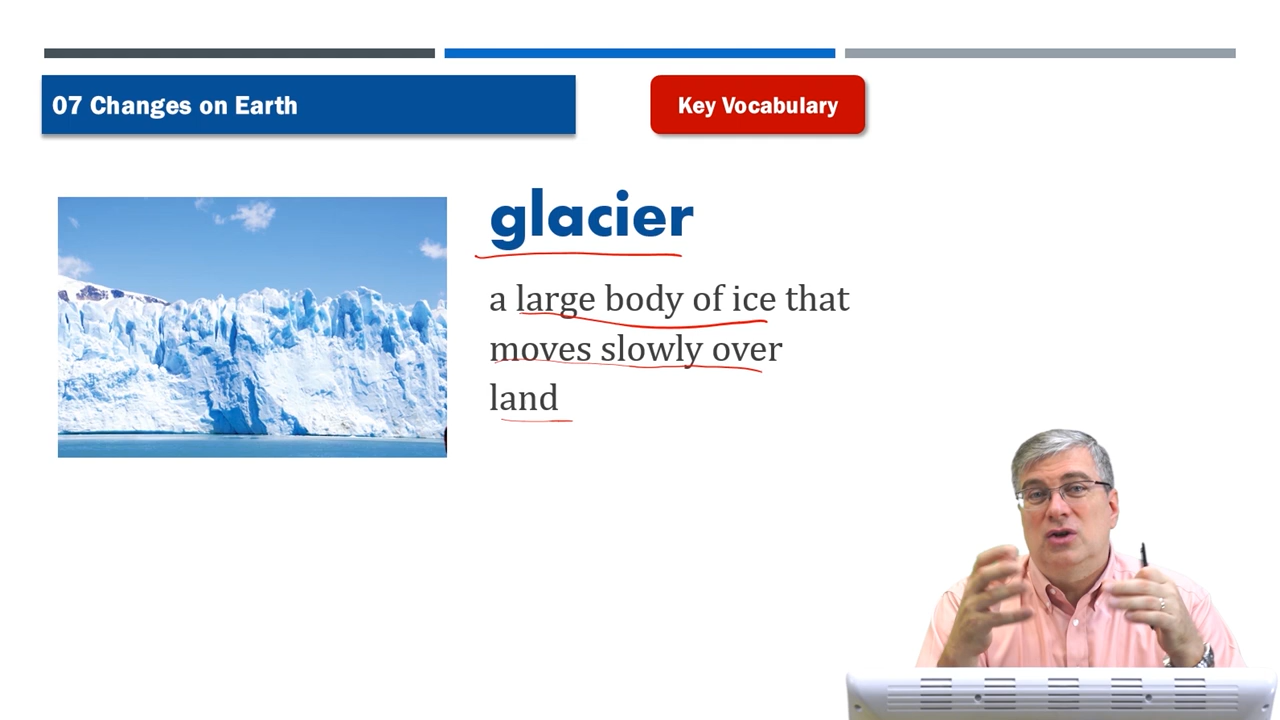 07 Changes on Earth
Key Vocabulary
glacier
a large body of ice that
moves slowly over
land